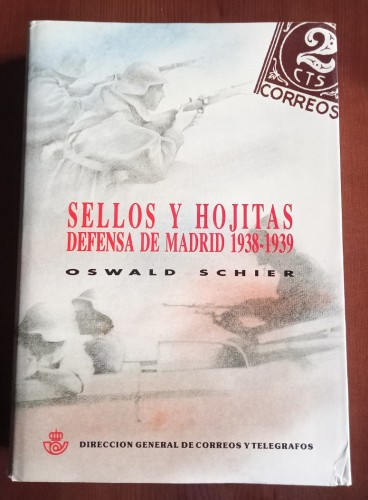 2
CTS
CORREOS
SELLOS Y HOJITAS
DEFENSA DE MADRID 1938-1939
OSWALD SCHIER
DIRECCION GENERAL DE CORREOS Y TELEGRAFOS